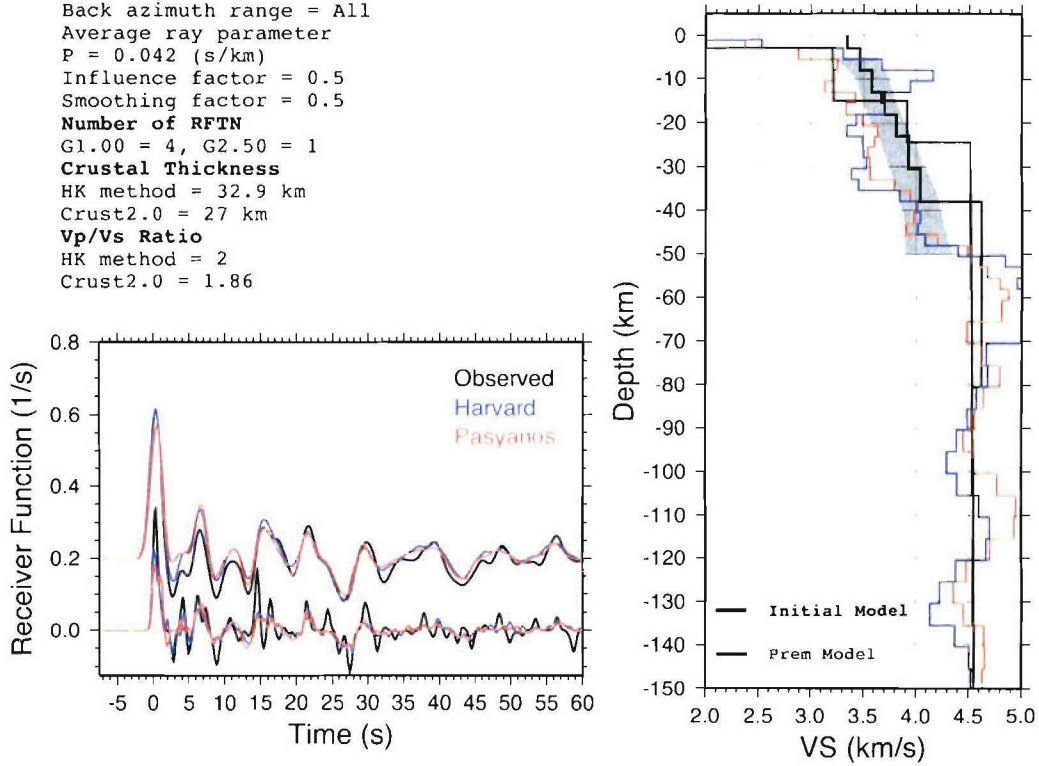 Back azimuth range = All
Average ray parameter
P = 0.042 (s/km)
Influence factor = 0.5
Smoothing factor = 0.5
Number of RFTN
G1.00 = 4, G2.50 = 1
Crustal Thickness
HK method = 32.9 km
Crust2.0 = 27 km
Vp/Vs Ratio
HK method = 2
Crust2.0 = 1.86
0.8
0.6
0.4
0.2
0.0
Receiver Function (1/s)
Observed
Harvard
Pasyanos
-5 0 5 10 15 20 25 30 35 40 45 50 55 60
Time (s)
0
-10
-20
-30
-40
-50
-60
-70
-80
-90
-100
-110
-120
-130
-140
-150
Depth (km)
Initial Model
Prem Model
2.0 2.5 3.0 3.5 4.0 4.5 5.0
VS (km/s)